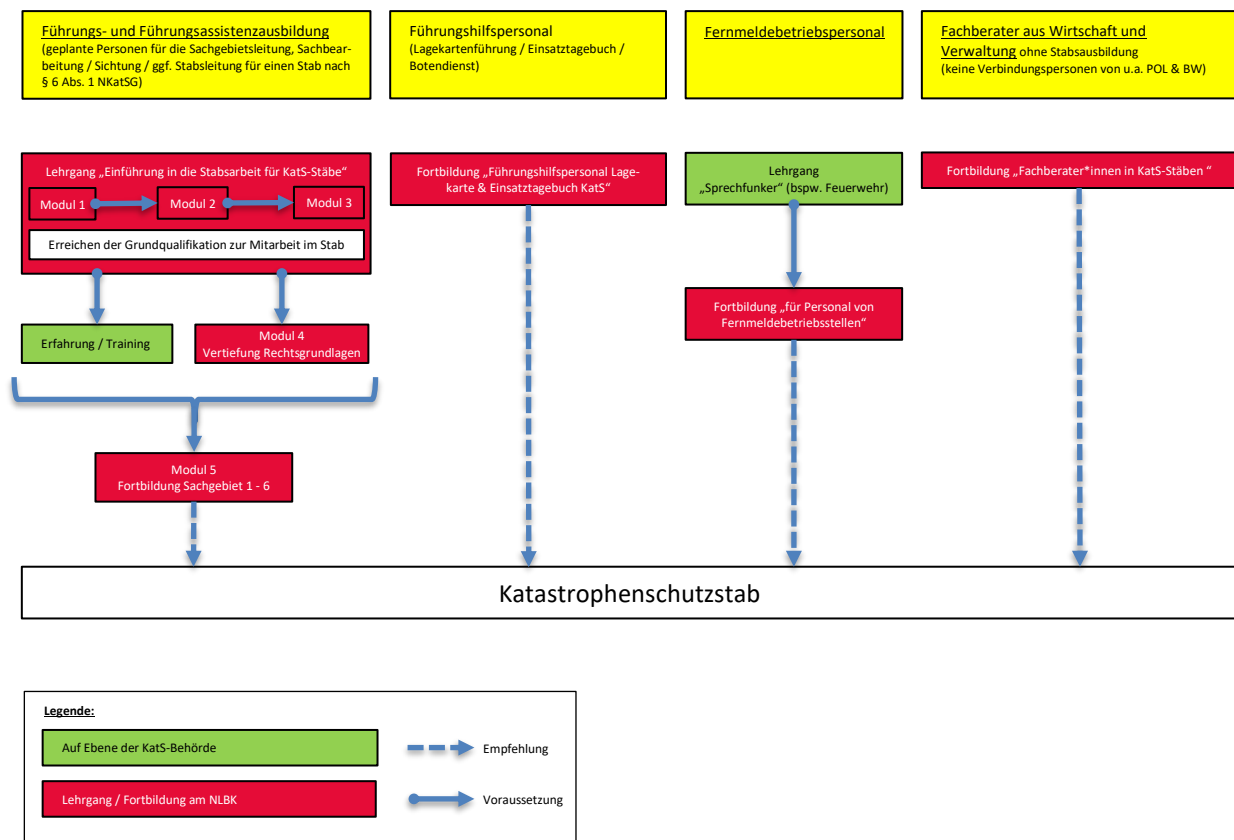 Führungs- und Führungsassistenzausbildung
(geplante Personen für die Sachgebietsleitung, Sachbear-
beitung / Sichtung / ggf. Stabsleitung für einen Stab nach
§ 6 Abs. 1 NKatSG)
Führungshilfspersonal
(Lagekartenführung / Einsatztagebuch /
Botendienst)
Fernmeldebetriebspersonal
Fachberater aus Wirtschaft und
Verwaltung ohne Stabsausbildung
(keine Verbindungspersonen von u.a. POL & BW)
Lehrgang „Einführung in die Stabsarbeit für KatS-Stäbe“
Modul 1
Modul 2
Modul 3
Erreichen der Grundqualifikation zur Mitarbeit im Stab
Fortbildung „Führungshilfspersonal Lage-
karte & Einsatztagebuch KatS“
Lehrgang
„Sprechfunker“ (bspw. Feuerwehr)
Fortbildung „Fachberater*innen in KatS-Stäben “
Erfahrung / Training
Modul 4
Vertiefung Rechtsgrundlagen
Fortbildung „für Personal von
Fernmeldebetriebsstellen“
Modul 5
Fortbildung Sachgebiet 1 - 6
Katastrophenschutzstab
Legende:
Auf Ebene der KatS-Behörde
Empfehlung
Lehrgang / Fortbildung am NLBK
Voraussetzung